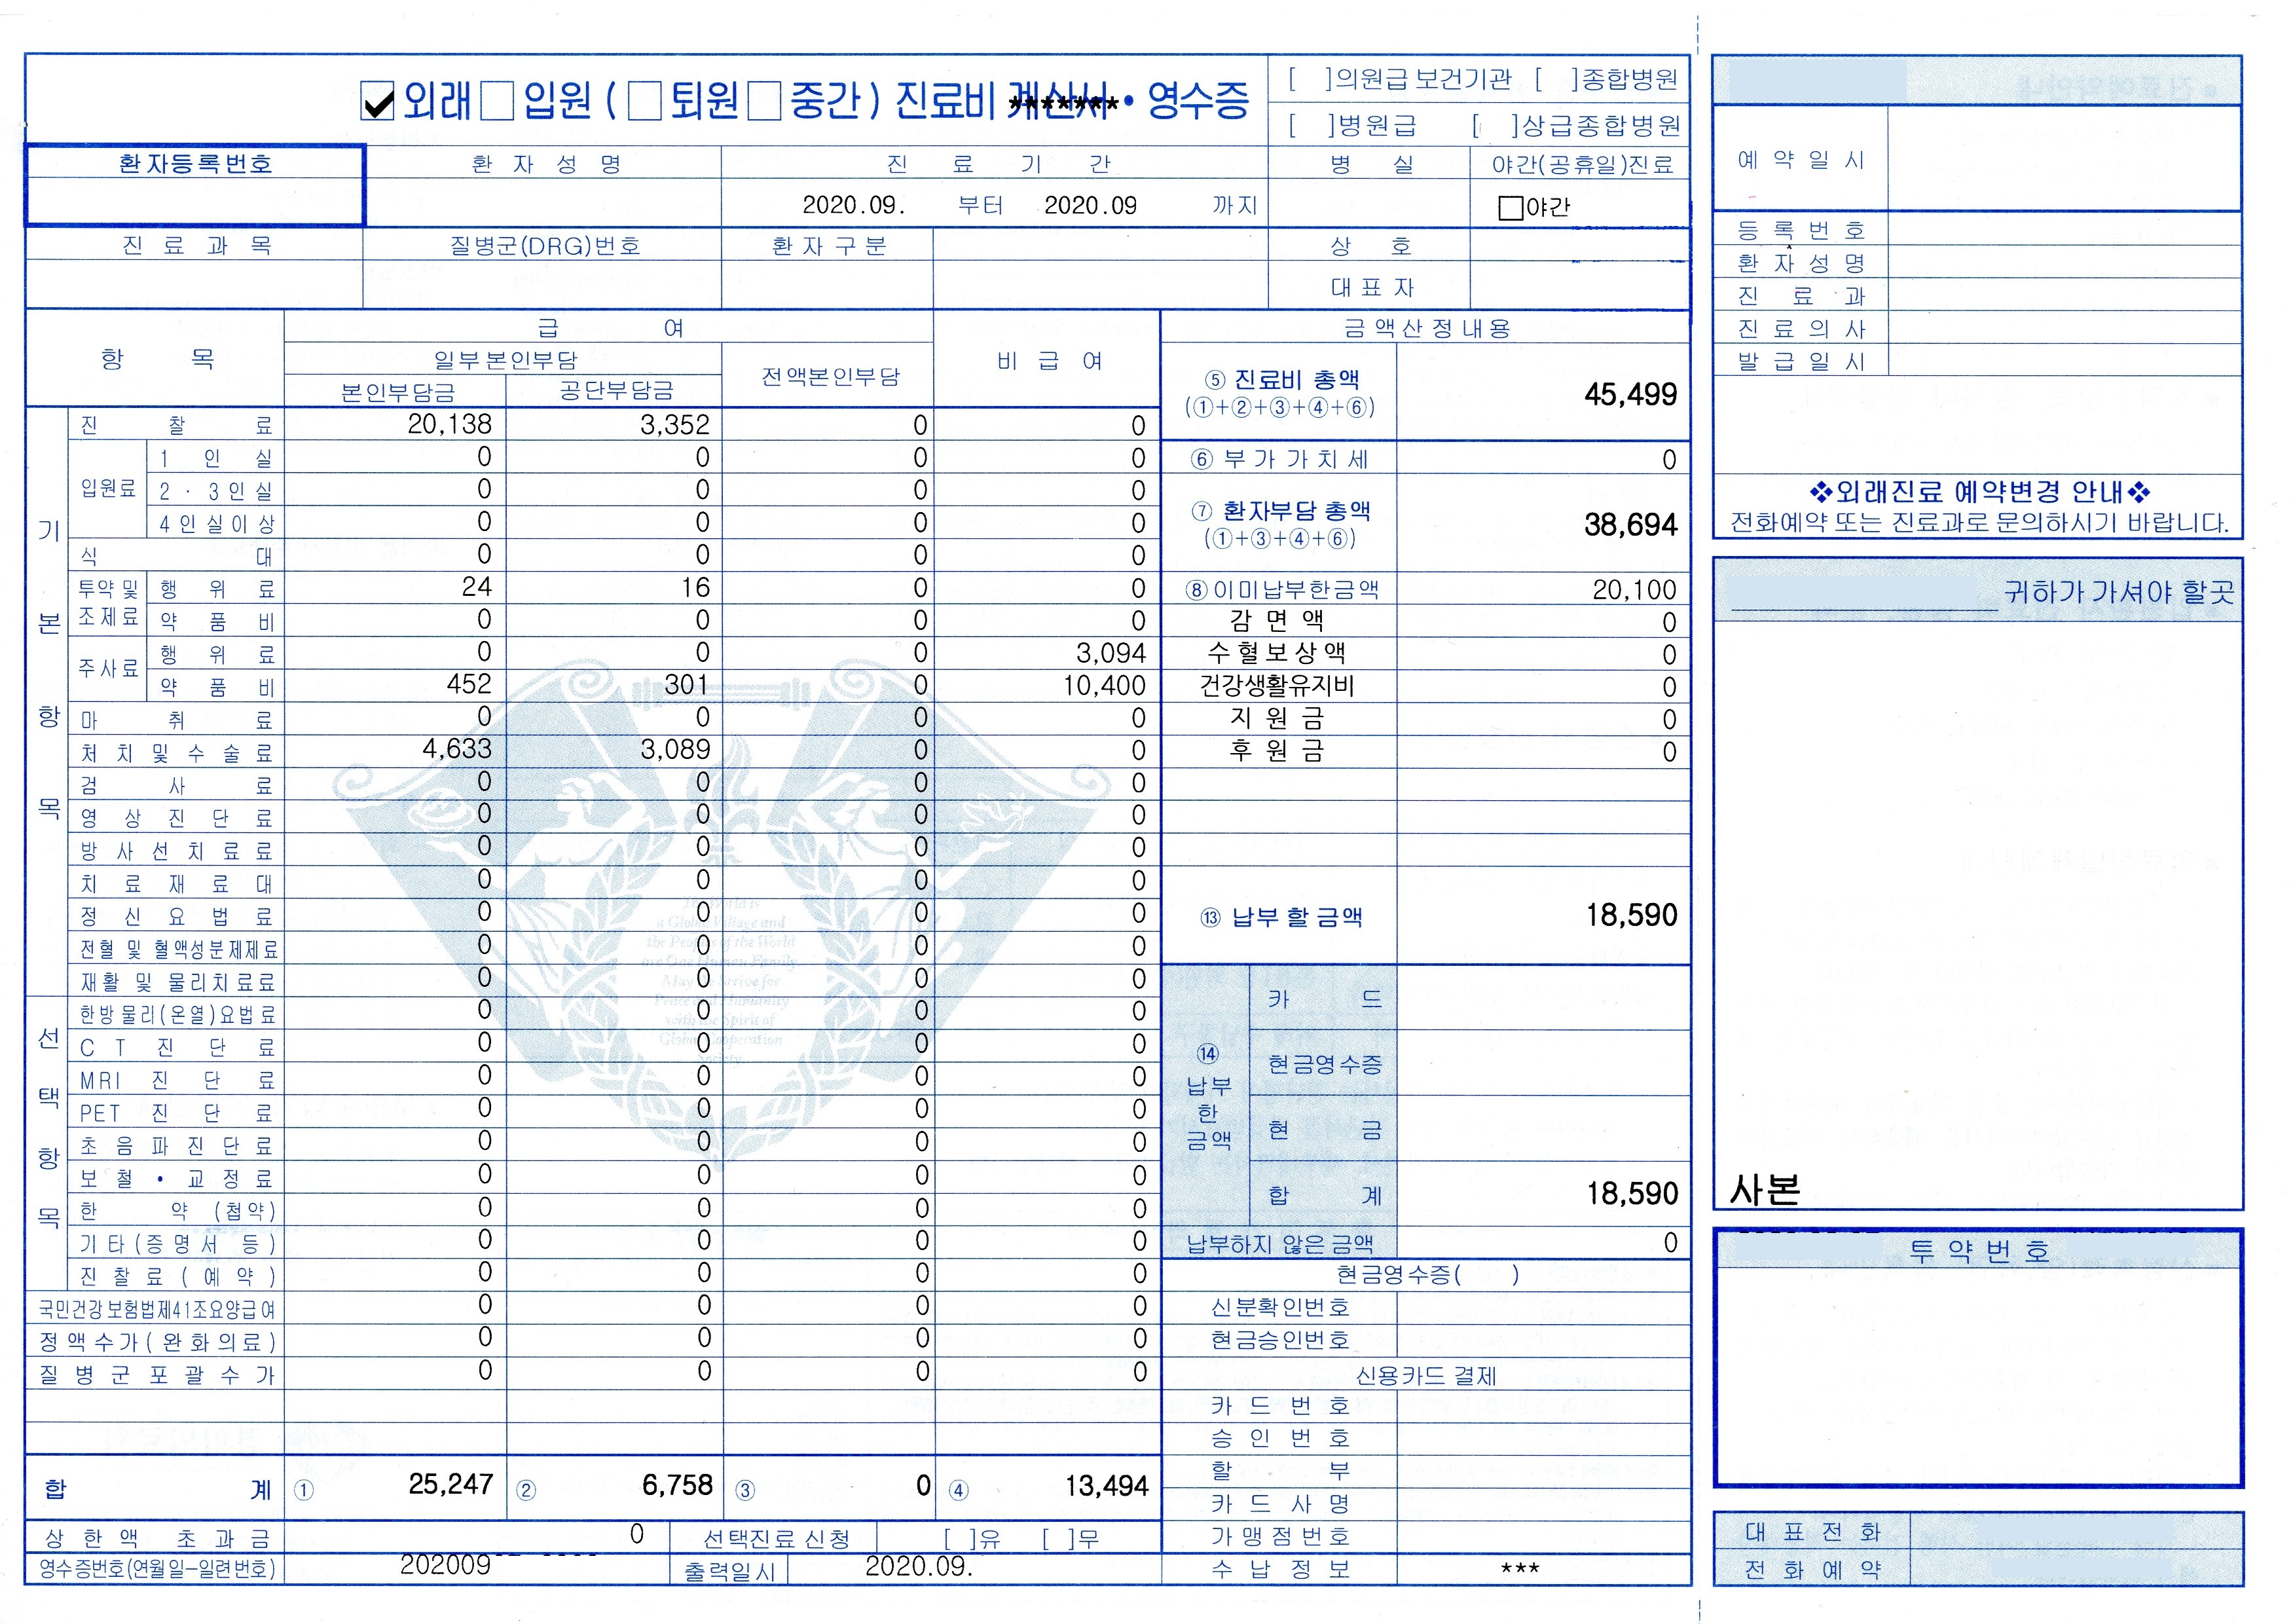 ☑외래 □입원 ( □퇴원 □중간 ) 진료비 *******• 영수증
[ ]의원급 보건기관 [ ]종합병원
[ ]병원급 [ ]상급종합병원
환자등록번호 환자성명 진료기간 병실 야간(공휴일)진료
2020.09. 부터 2020.09 까지 □야간
진료과목 질병군(DRG)번호 환자구분 상호
대표자
항목 급여 비급여 금액산정내용
일부본인부담 전액본인부담
본인부담금 공단부담금
⑤ 진료비 총액 45,499
(①+②+③+④+⑥)
기본항목
진찰료 20,138 3,352 0 0
입원료 1인실 0 0 0 0 ⑥ 부가가치세 0
2·3인실 0 0 0 0
4인실이상 0 0 0 0 ⑦ 환자부담 총액 38,694
(①+③+④+⑥)
식대 0 0 0 0
투약 및 조제료 행위료 24 16 0 0 ⑧이미납부한금액 20,100
약품비 0 0 0 0 감면액 0
주사료 행위료 0 0 0 3,094 수혈보상액 0
약품비 452 301 0 10,400 건강생활유지비 0
마취료 0 0 0 0 지원금 0
처치및수술료 4,633 3,089 0 0 후원금 0
검사료 0 0 0 0
영상진단료 0 0 0 0
방사선치료료 0 0 0 0
치료재료대 0 0 0 0
정신요법료 0 0 0 0 ⑬ 납부 할 금액 18,590
전혈 및 혈액성분제제료 0 0 0 0
재활 및 물리치료료 0 0 0 0
선택항목
한방물리(온열)요법료 0 0 0 0
CT 진단료 0 0 0 0
MRI 진단료 0 0 0 0
PET 진단료 0 0 0 0
초음파진단료 0 0 0 0
보철•교정료 0 0 0 0
한약(첩약) 0 0 0 0
기타(증명서 등) 0 0 0 0
진찰료(예약) 0 0 0 0
국민건강보험법제41조요양급여 0 0 0 0
정액수가(완화의료) 0 0 0 0
질병군포괄수가 0 0 0 0
합계 ① 25,247 ② 6,758 ③ 0 ④ 13,494
상한액 초과금 0 선택진료 신청 [ ]유 [ ]무
영수증번호(연월일-일련번호) 202009 출력일시 2020.09.
⑭ 납부한 금액
카드
현금영수증
현금
합계 18,590
납부하지 않은 금액 0
현금영수증( )
신분확인번호
현금승인번호
신용카드 결제
카드번호
승인번호
할부
카드사명
가맹점번호
수납정보 ***
The World is
a Global Village and
the People of the World
are One Human Family
May We Strive for
Peace and Humanity
with the Spirit of
Global Cooperation
Society.
예약일시
등록번호
환자성명
진료과
진료의사
발급일시
❖외래진료 예약변경 안내❖
전화예약 또는 진료과로 문의하시기 바랍니다.
귀하가 가셔야 할곳
사본
투약번호
대표전화
전화예약